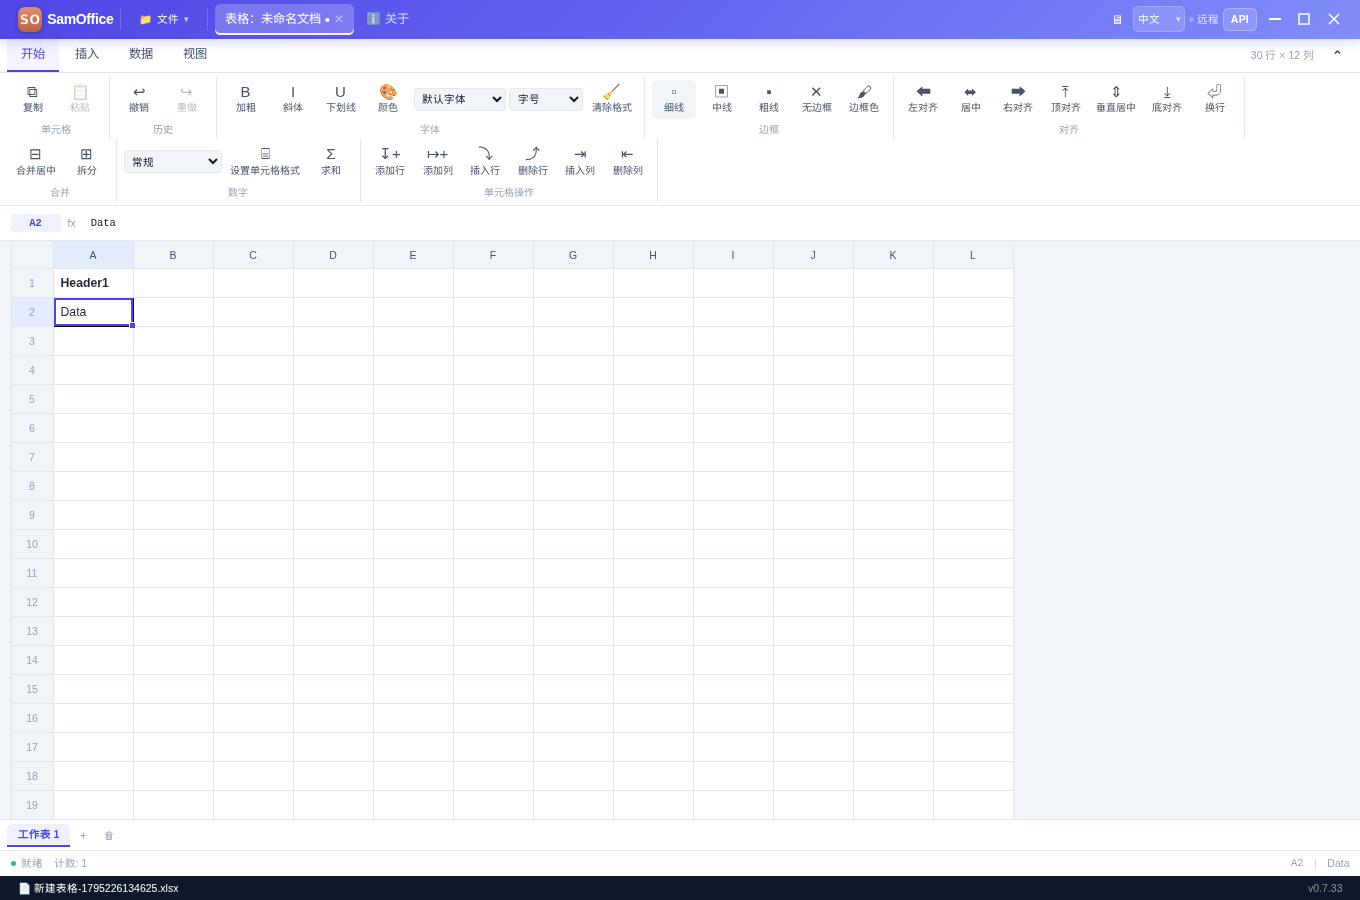 SO SamOffice 📁 文件 ▾ 表格: 未命名文档 ● ✕ ℹ️ 关于 🖥 中文 ▾ 远程 API
开始 插入 数据 视图 30 行 × 12 列
复制 粘贴 撤销 重做 B 加粗 I 斜体 U 下划线 颜色 默认字体 字号 清除格式 细线 中线 粗线 无边框 边框色 左对齐 居中 右对齐 顶对齐 垂直居中 底对齐 换行
单元格 历史 字体 边框 对齐
合并居中 拆分 常规 设置单元格格式 Σ 求和 添加行 添加列 插入行 删除行 插入列 删除列
合并 数字 单元格操作
A2 fx Data
A B C D E F G H I J K L
1 Header1
2 Data
3
4
5
6
7
8
9
10
11
12
13
14
15
16
17
18
19
工作表 1 + 🗑
就绪 计数: 1 A2 | Data
📄 新建表格-1795226134625.xlsx v0.7.33